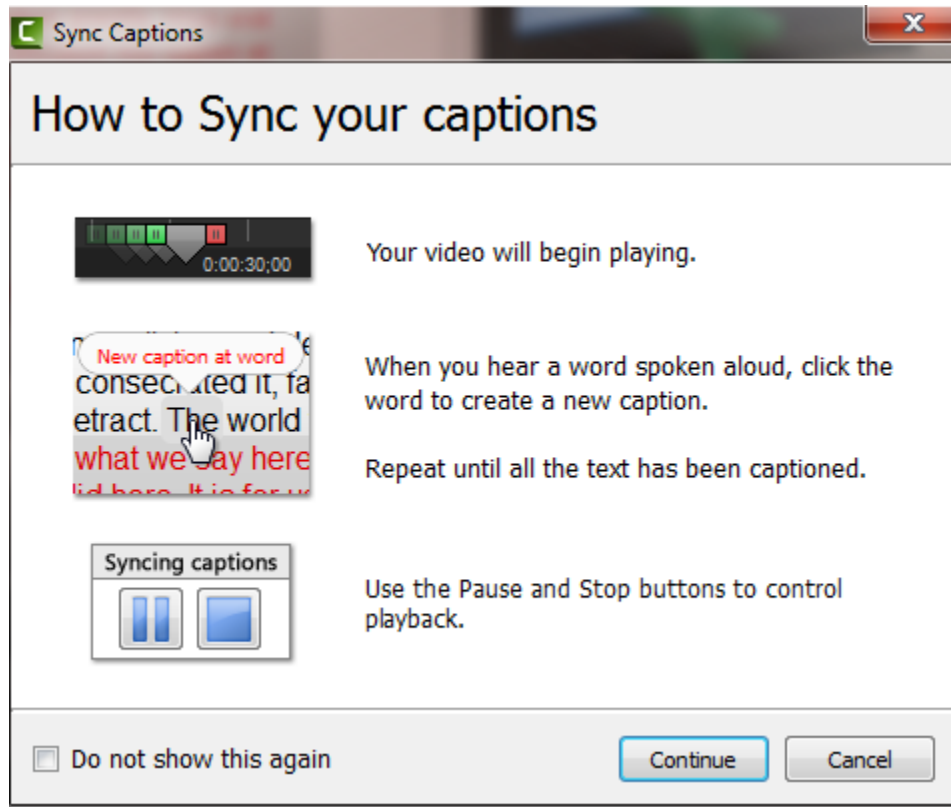 Sync Captions
How to Sync your captions
0:00:30;00
Your video will begin playing.
New caption at word
consecrated it, fa
etract. The world
what we say here
When you hear a word spoken aloud, click the
word to create a new caption.
Repeat until all the text has been captioned.
Syncing captions
Use the Pause and Stop buttons to control
playback.
Do not show this again
Continue
Cancel